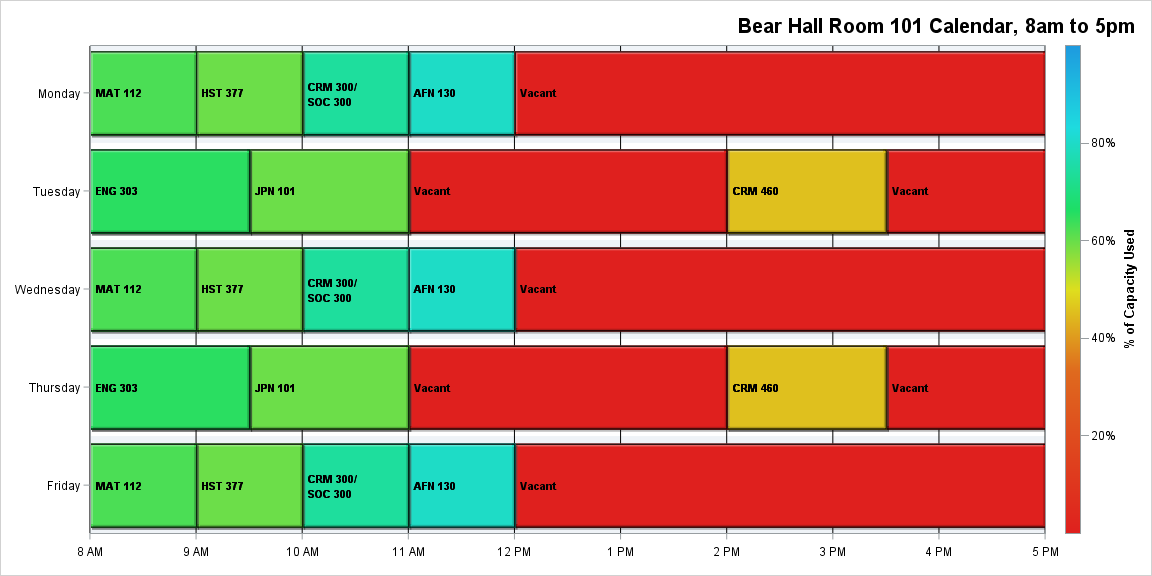 Bear Hall Room 101 Calendar, 8am to 5pm
Monday
MAT 112
HST 377
CRM 300/
SOC 300
AFN 130
Vacant
Tuesday
ENG 303
JPN 101
Vacant
CRM 460
Vacant
Wednesday
MAT 112
HST 377
CRM 300/
SOC 300
AFN 130
Vacant
Thursday
ENG 303
JPN 101
Vacant
CRM 460
Vacant
Friday
MAT 112
HST 377
CRM 300/
SOC 300
AFN 130
Vacant
8 AM
9 AM
10 AM
11 AM
12 PM
1 PM
2 PM
3 PM
4 PM
5 PM
80%
60%
40%
20%
% of Capacity Used